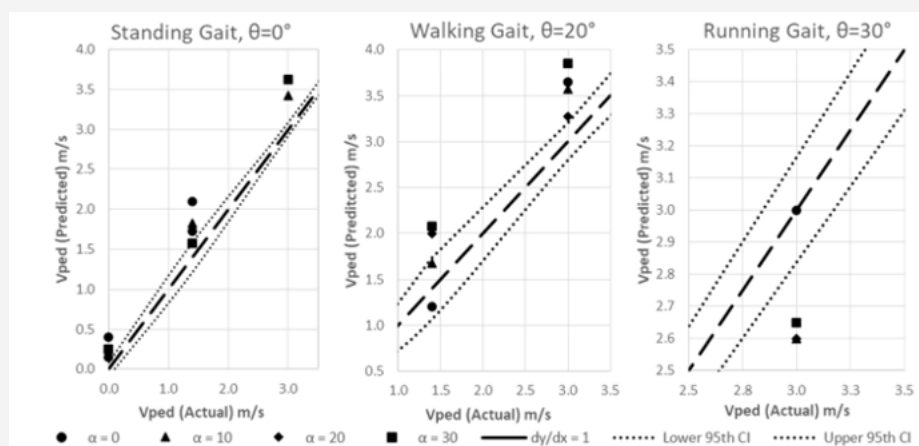 Standing Gait, θ=0°
Walking Gait, θ=20°
Running Gait, θ=30°
Vped (Predicted) m/s
4.0
3.5
3.0
2.5
2.0
1.5
1.0
0.5
0.0
0.0 1.0 2.0 3.0
Vped (Actual) m/s
Vped (Preditcted) m/s
4.0
3.5
3.0
2.5
2.0
1.5
1.0
0.5
1.0 1.5 2.0 2.5 3.0 3.5
Vped (Actual) m/s
Vped (Predicted) m/s
3.5
3.4
3.3
3.2
3.1
3.0
2.9
2.8
2.7
2.6
2.5
2.5 2.8 3.0 3.3 3.5
Vped (Actual) m/s
α = 0 α = 10 α = 20 α = 30 dy/dx = 1 Lower 95th CI Upper 95th CI